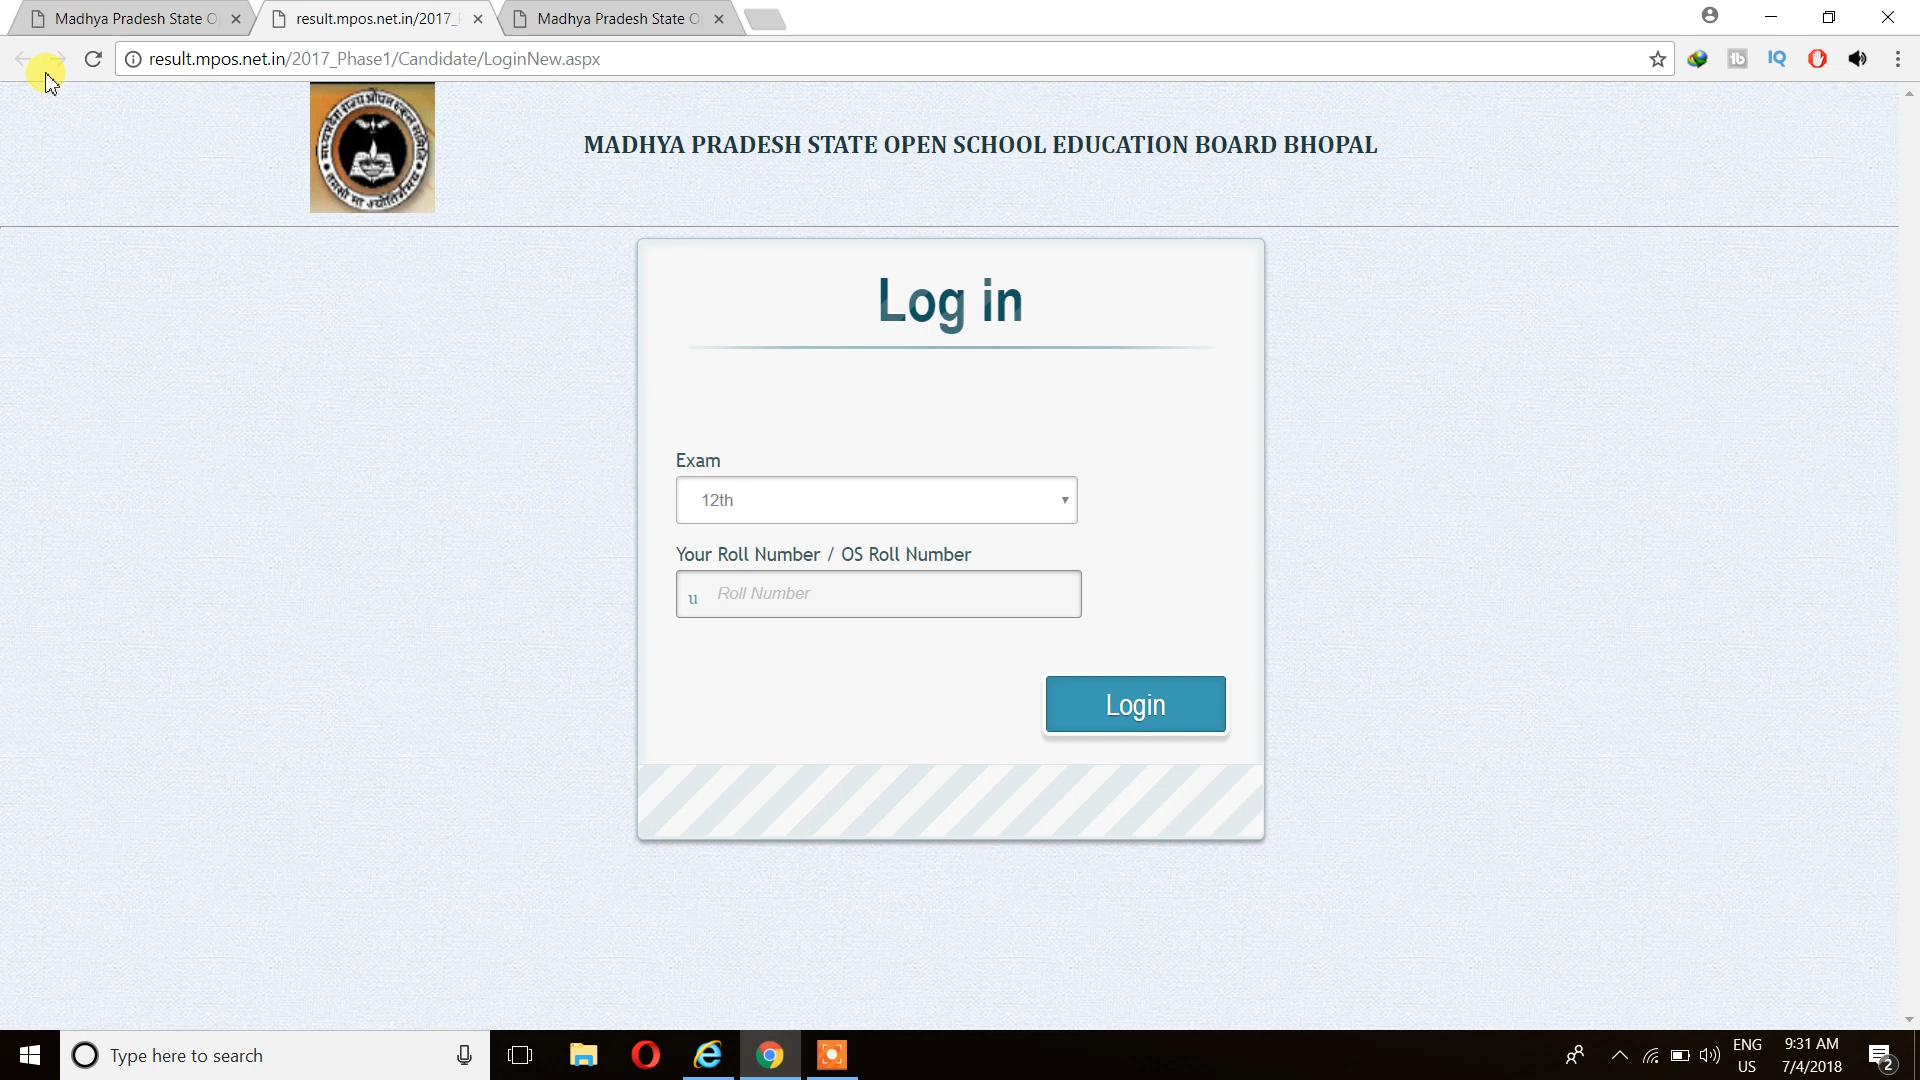 Madhya Pradesh State O
result.mpos.net.in/2017_
Madhya Pradesh State O
result.mpos.net.in/2017_Phase1/Candidate/LoginNew.aspx
IQ
MADHYA PRADESH STATE OPEN SCHOOL EDUCATION BOARD BHOPAL
Log in
Exam
12th
Your Roll Number / OS Roll Number
u Roll Number
Login
Type here to search
ENG
US
9:31 AM
7/4/2018
2